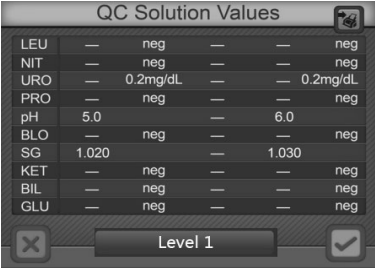 QC Solution Values
LEU — neg — — neg
NIT — neg — — neg
URO — 0.2mg/dL — — 0.2mg/dL
PRO — neg — — neg
pH 5.0 — 6.0
BLO — neg — — neg
SG 1.020 — 1.030
KET — neg — — neg
BIL — neg — — neg
GLU — neg — — neg
Level 1